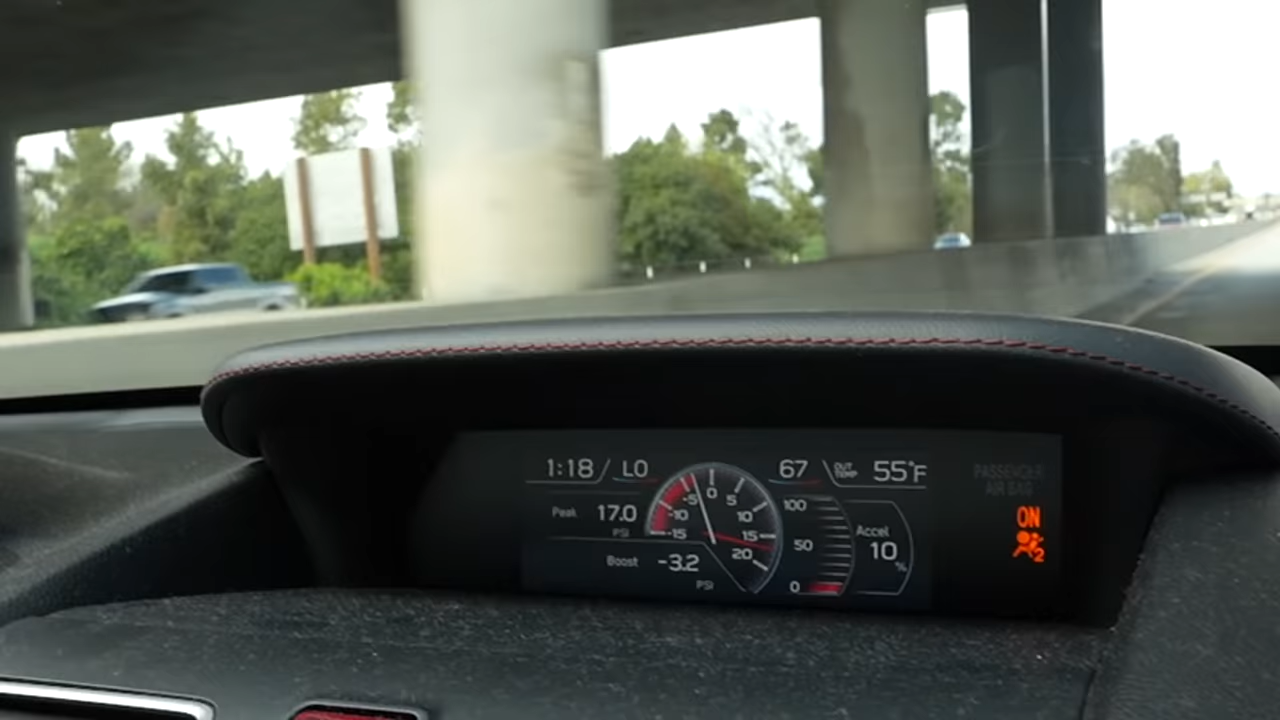 1:18 LO 67 OUT TEMP 55°F
PASSENGER
AIR BAG
ON
2
Peak 17.0
PSI
Boost -3.2
PSI
-15
-10
-5
0
5
10
15
20
100
50
0
Accel
10
%